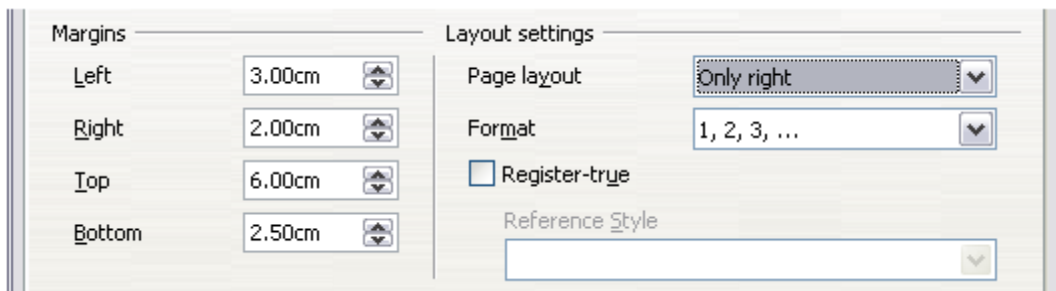 Margins
Left 3.00cm
Right 2.00cm
Top 6.00cm
Bottom 2.50cm
Layout settings
Page layout Only right
Format 1, 2, 3, ...
Register-true
Reference Style